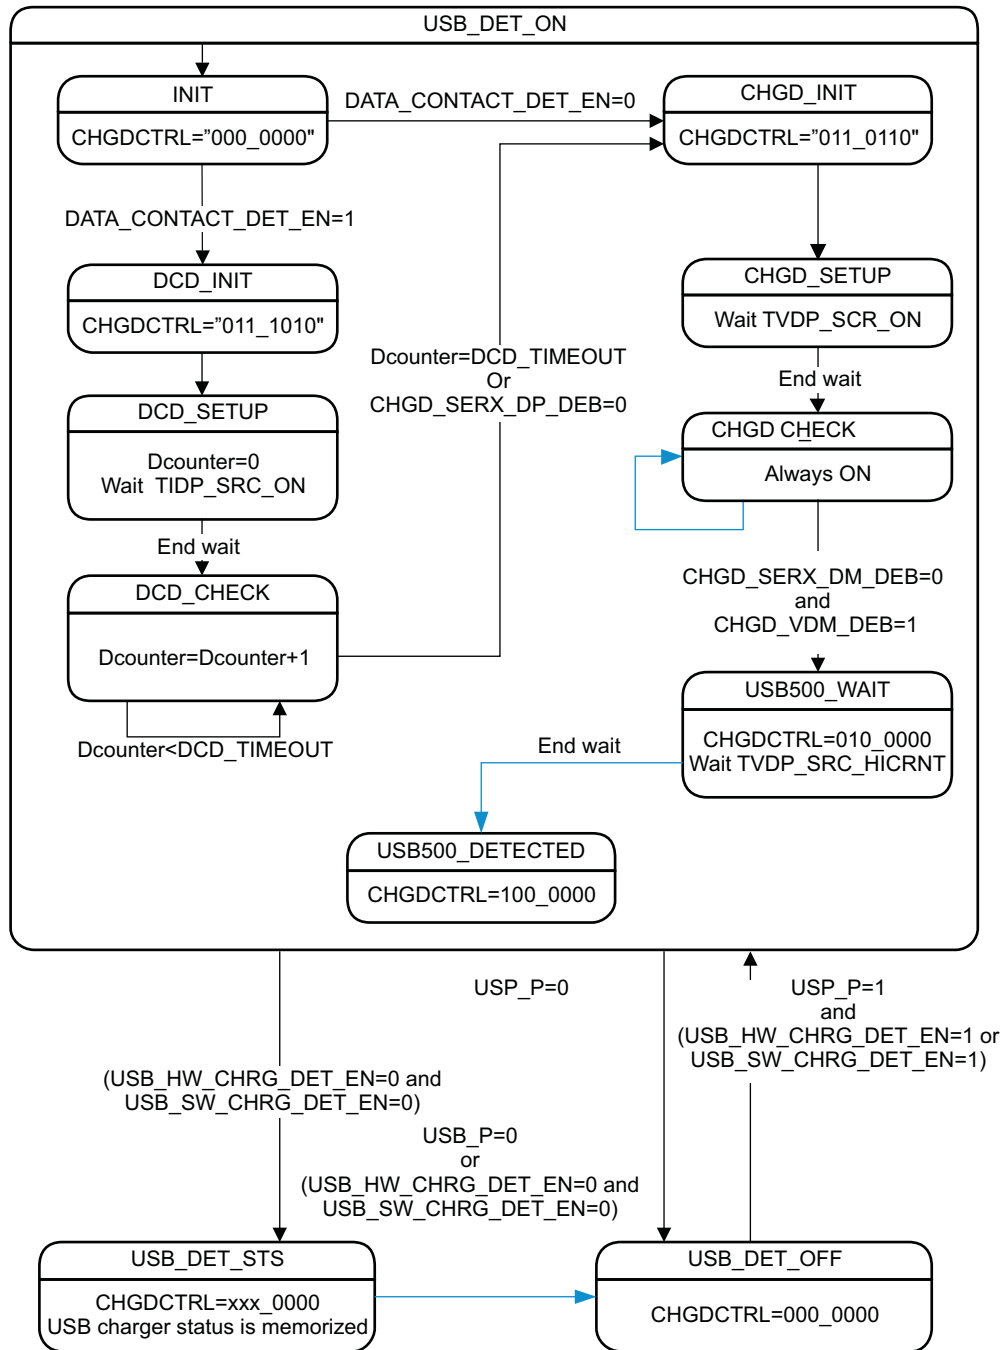 USB_DET_ON
INIT
CHGDCTRL=”000_0000"
DATA_CONTACT_DET_EN=0
CHGD_INIT
CHGDCTRL=”011_0110"
DATA_CONTACT_DET_EN=1
DCD_INIT
CHGDCTRL=”011_1010"
CHGD_SETUP
Wait TVDP_SCR_ON
Dcounter=DCD_TIMEOUT
Or
CHGD_SERX_DP_DEB=0
End wait
DCD_SETUP
Dcounter=0
Wait TIDP_SRC_ON
CHGD CHECK
Always ON
End wait
DCD_CHECK
Dcounter=Dcounter+1
Dcounter<DCD_TIMEOUT
CHGD_SERX_DM_DEB=0
and
CHGD_VDM_DEB=1
USB500_WAIT
CHGDCTRL=010_0000
Wait TVDP_SRC_HICRNT
End wait
USB500_DETECTED
CHGDCTRL=100_0000
USP_P=0
USP_P=1
and
(USB_HW_CHRG_DET_EN=1 or
USB_SW_CHRG_DET_EN=1)
(USB_HW_CHRG_DET_EN=0 and
USB_SW_CHRG_DET_EN=0)
USB_P=0
or
(USB_HW_CHRG_DET_EN=0 and
USB_SW_CHRG_DET_EN=0)
USB_DET_STS
CHGDCTRL=xxx_0000
USB charger status is memorized
USB_DET_OFF
CHGDCTRL=000_0000